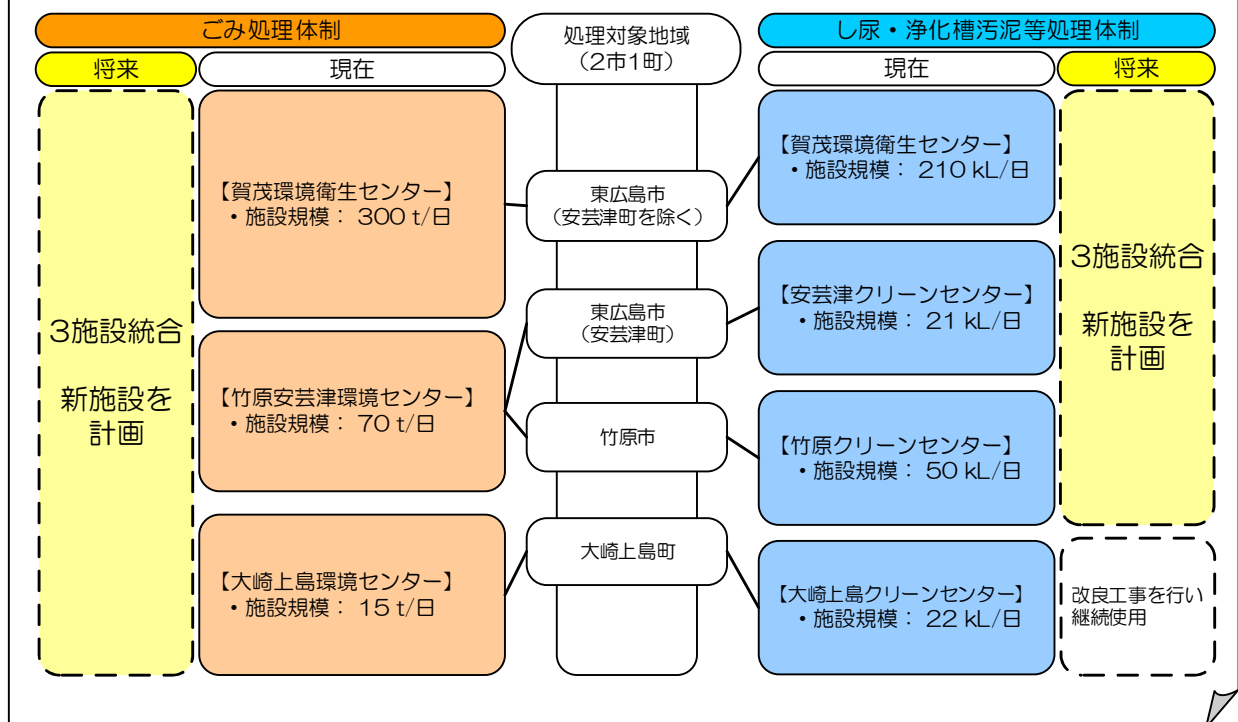 ごみ処理体制
将来
現在
3施設統合
新施設を
計画
【賀茂環境衛生センター】
・施設規模： 300 t/日
【竹原安芸津環境センター】
・施設規模： 70 t/日
【大崎上島環境センター】
・施設規模： 15 t/日
処理対象地域
（2市1町）
東広島市
（安芸津町を除く）
東広島市
（安芸津町）
竹原市
大崎上島町
し尿・浄化槽汚泥等処理体制
現在
将来
【賀茂環境衛生センター】
・施設規模： 210 kL/日
【安芸津クリーンセンター】
・施設規模： 21 kL/日
【竹原クリーンセンター】
・施設規模： 50 kL/日
【大崎上島クリーンセンター】
・施設規模： 22 kL/日
3施設統合
新施設を
計画
改良工事を行い
継続使用